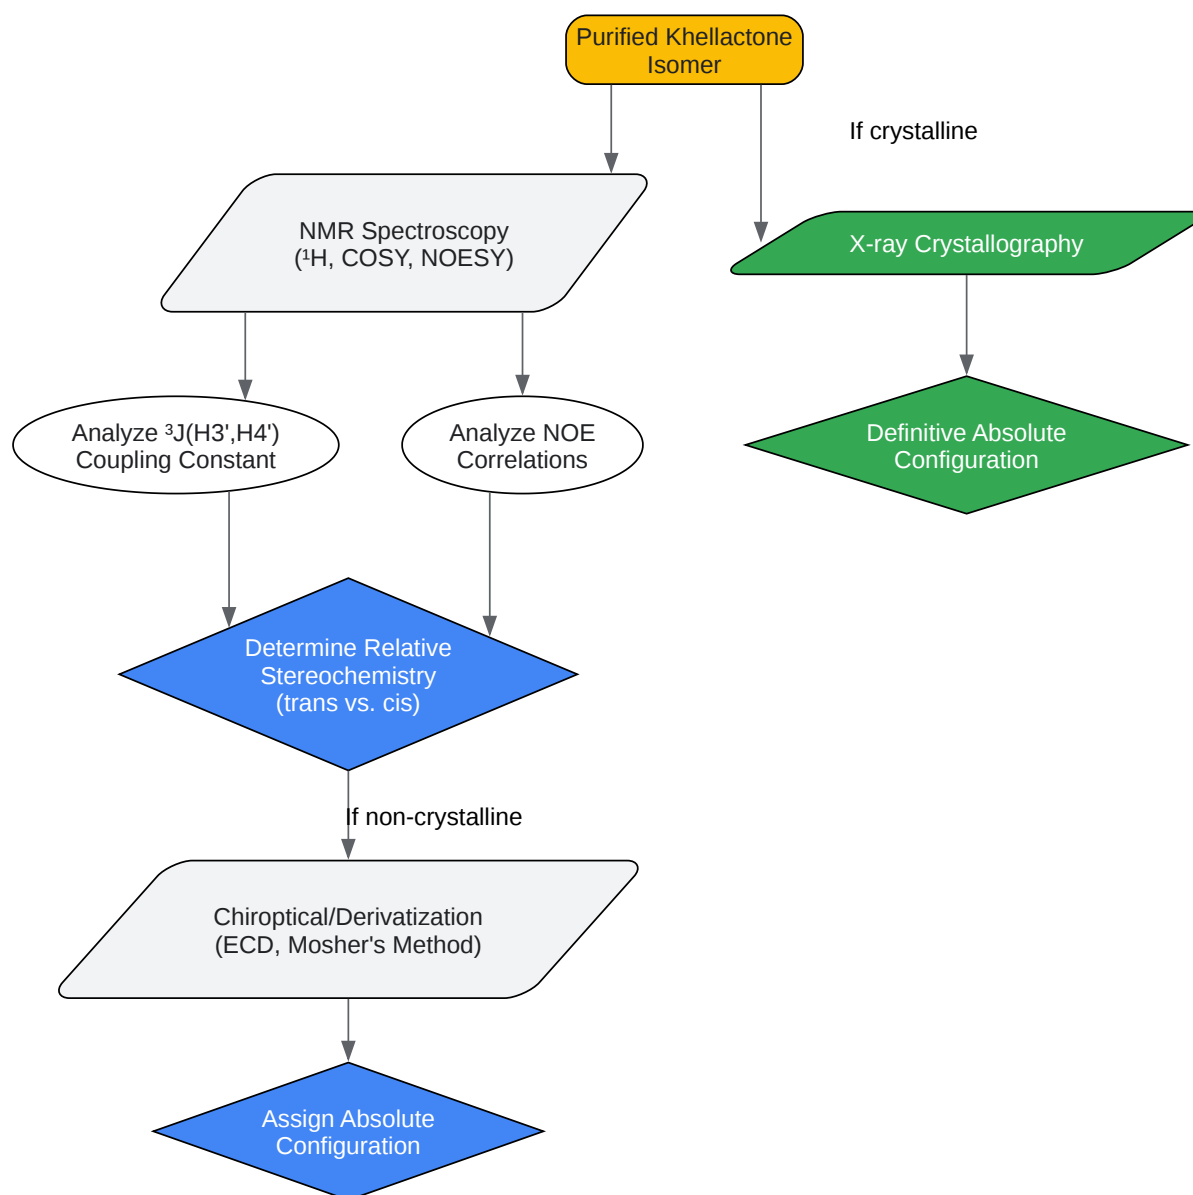 Purified Khellactone
Isomer
If crystalline
NMR Spectroscopy
(¹H, COSY, NOESY)
X-ray Crystallography
Analyze ³J(H3',H4')
Coupling Constant
Analyze NOE
Correlations
Definitive Absolute
Configuration
Determine Relative
Stereochemistry
(trans vs. cis)
If non-crystalline
Chiroptical/Derivatization
(ECD, Mosher's Method)
Assign Absolute
Configuration